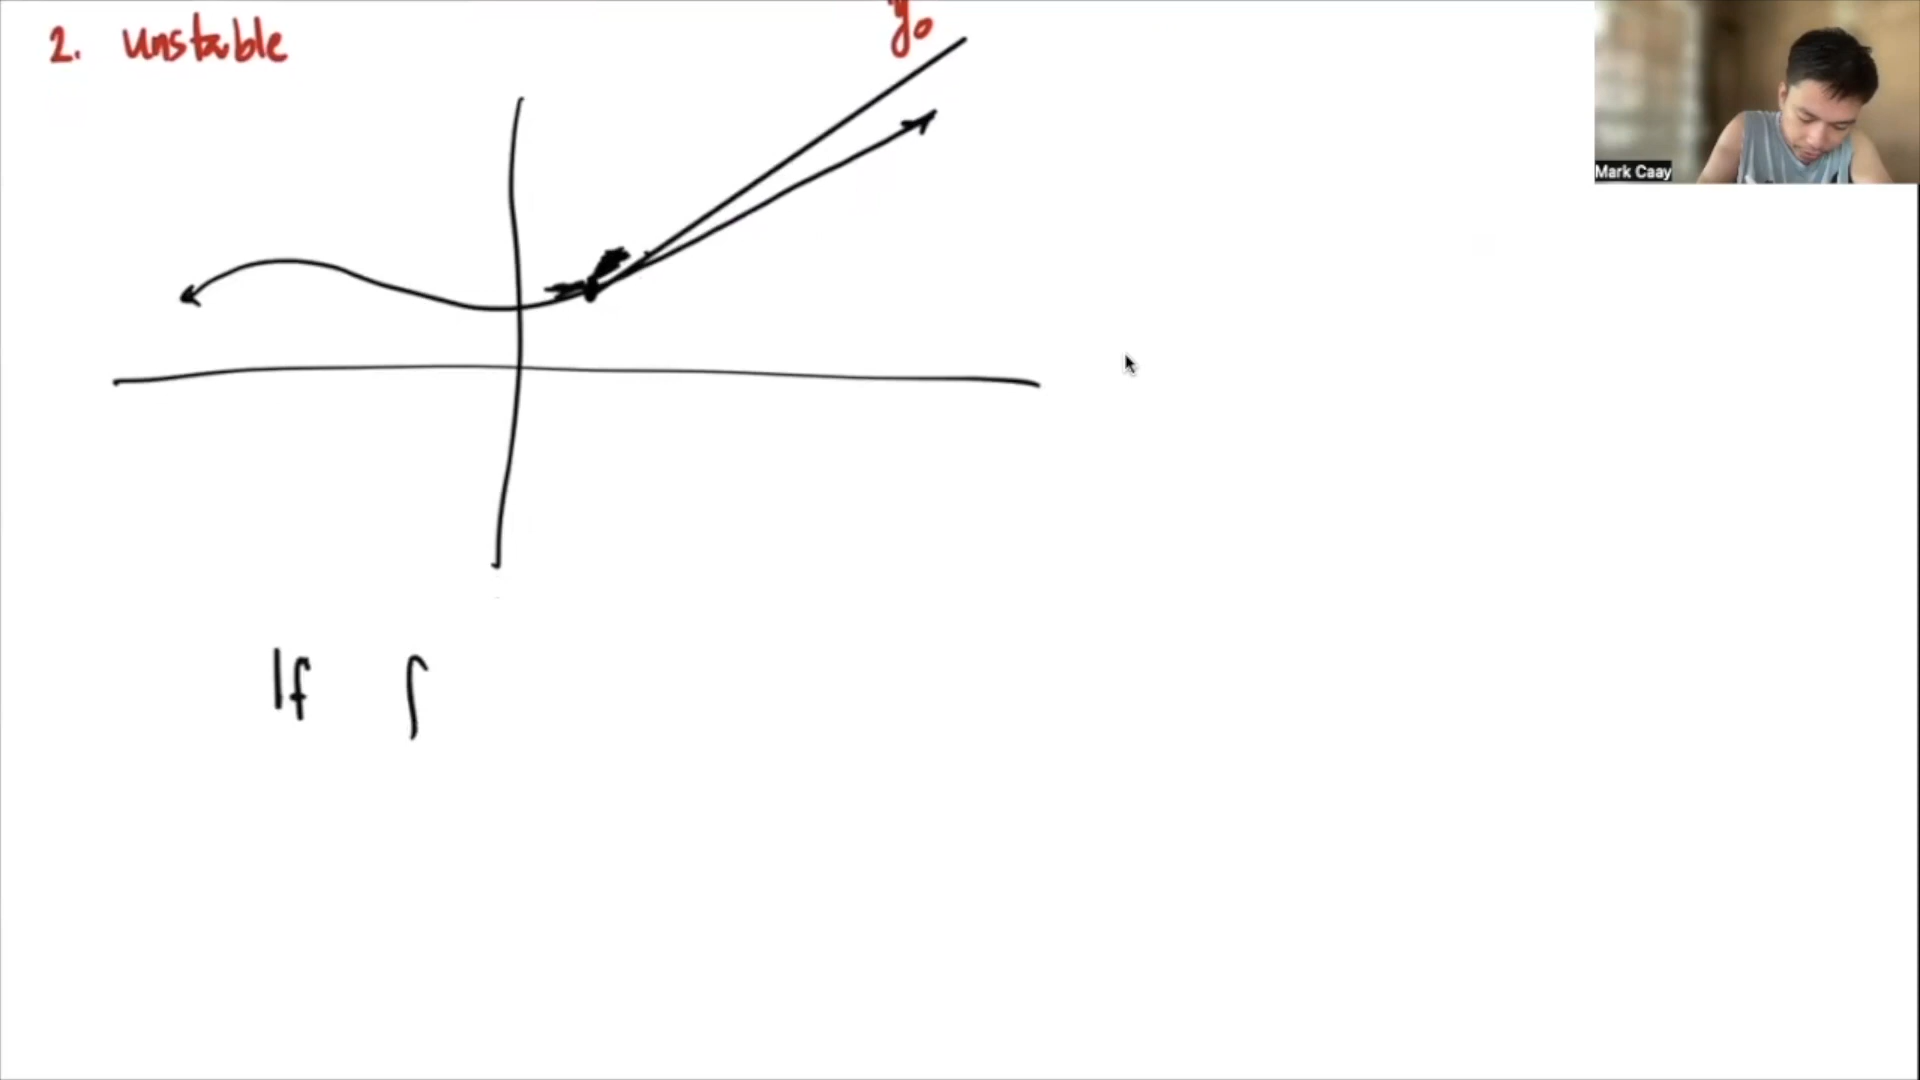 y₀
2. unstable
Mark Caay
If f